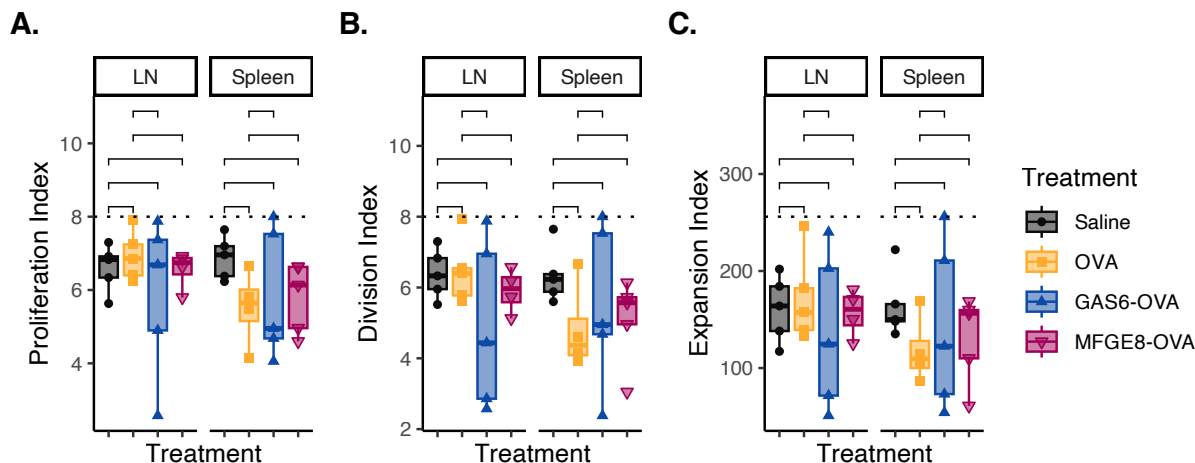 A.
B.
C.
LN
Spleen
LN
Spleen
LN
Spleen
Proliferation Index
10
8
6
4
Treatment
Division Index
10
8
6
4
2
Treatment
Expansion Index
300
200
100
Treatment
Treatment
Saline
OVA
GAS6-OVA
MFGE8-OVA